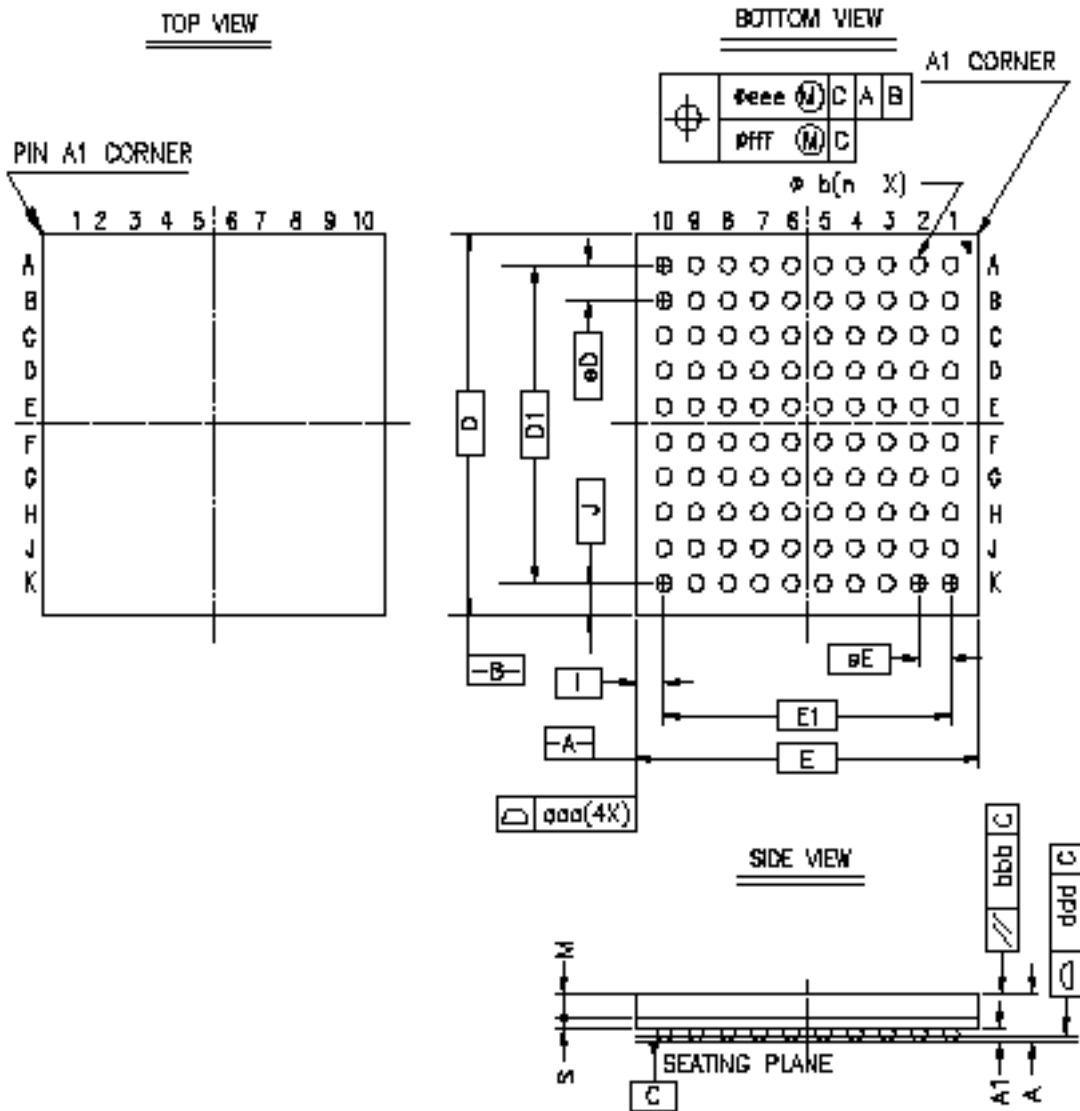 TOP VIEW
BOTTOM VIEW
A1 CORNER
Φeee Ⓜ C A B
Φfff Ⓜ C
PIN A1 CORNER
Φ b(n X)
1 2 3 4 5 6 7 8 9 10
10 9 8 7 6 5 4 3 2 1
A
B
C
D
E
F
G
H
J
K
A
B
C
D
E
F
G
H
J
K
eD
D
D1
J
B
I
eE
E1
A
E
aaa(4X)
SIDE VIEW
// bbb C
ddd C
M
S
SEATING PLANE
C
A1
A